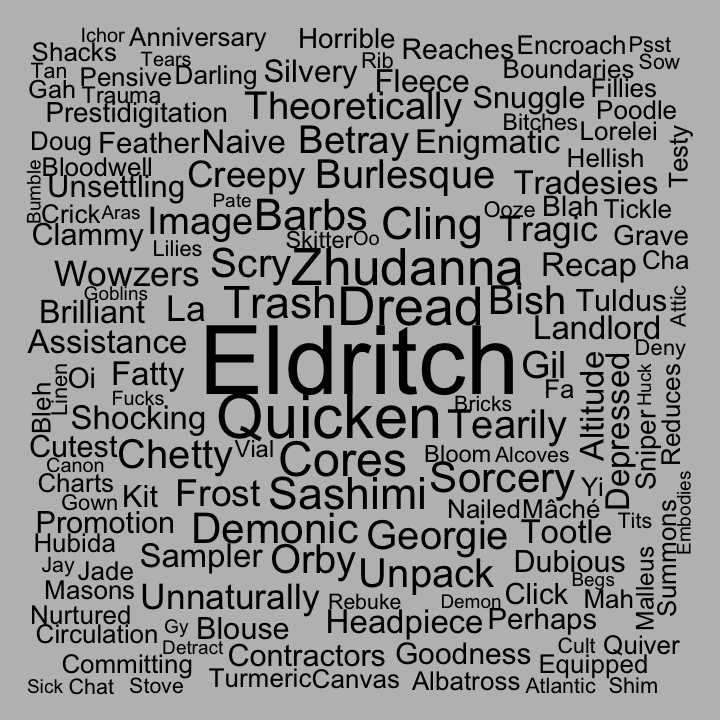 Ichor Anniversary Horrible Reaches Encroach Psst
Shacks Tears Rib Boundaries Sow
Tan Pensive Darling Silvery Fleece Fillies
Gah Trauma Theoretically Snuggle Poodle
Prestidigitation Bitches Lorelei
Doug Feather Naive Betray Enigmatic Testy
Bloodwell Creepy Burlesque Hellish
Bumble Unsettling Tradesies
Crick Aras Pate Image Barbs Cling Ooze Blah Tickle
Clammy Lilies Skitter Oo Tragic Grave
Wowzers Scry Zhudanna Recap Cha
Goblins Brilliant La Trash Dread Bish Tuldus Attic
Assistance Landlord Deny
Eldritch
Linen Oi Fatty Gil Fa Huck
Bleh Fucks Bricks Altitude Depressed Sniper Reduces
Shocking Quicken Tearily
Cutest Chetty Vial Cores Bloom Alcoves
Canon Charts Sorcery Yi
Gown Kit Frost Sashimi Nailed Mâché
Promotion Demonic Georgie Tootle Tits Embodies
Hubida Sampler Orby Dubious Summons
Jay Jade Unpack Begs
Masons Unnaturally Rebuke Demon Click Mah Malleus
Nurtured Headpiece Perhaps
Circulation Gy Blouse
Detract Contractors Goodness Cult Quiver
Committing Equipped
Sick Chat Stove Turmeric Canvas Albatross Atlantic Shim